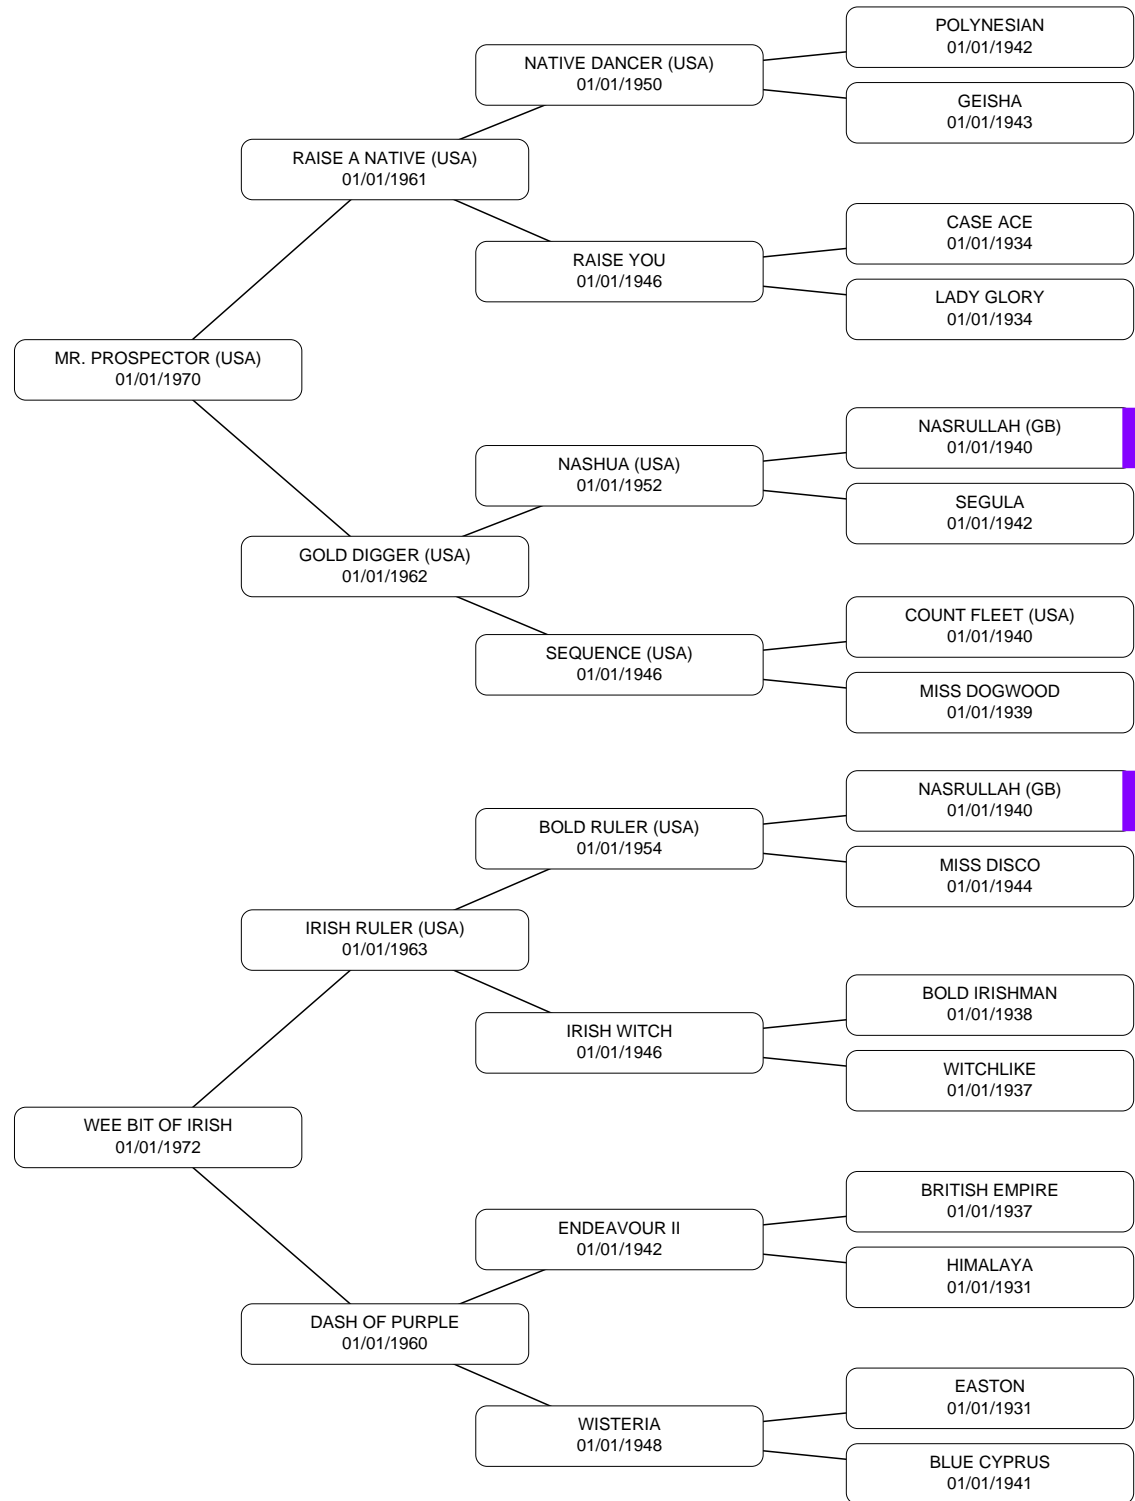 POLYNESIAN
01/01/1942
NATIVE DANCER (USA)
01/01/1950
GEISHA
01/01/1943
RAISE A NATIVE (USA)
01/01/1961
CASE ACE
01/01/1934
RAISE YOU
01/01/1946
LADY GLORY
01/01/1934
MR. PROSPECTOR (USA)
01/01/1970
NASRULLAH (GB)
01/01/1940
NASHUA (USA)
01/01/1952
SEGULA
01/01/1942
GOLD DIGGER (USA)
01/01/1962
COUNT FLEET (USA)
01/01/1940
SEQUENCE (USA)
01/01/1946
MISS DOGWOOD
01/01/1939
NASRULLAH (GB)
01/01/1940
BOLD RULER (USA)
01/01/1954
MISS DISCO
01/01/1944
IRISH RULER (USA)
01/01/1963
BOLD IRISHMAN
01/01/1938
IRISH WITCH
01/01/1946
WITCHLIKE
01/01/1937
WEE BIT OF IRISH
01/01/1972
BRITISH EMPIRE
01/01/1937
ENDEAVOUR II
01/01/1942
HIMALAYA
01/01/1931
DASH OF PURPLE
01/01/1960
EASTON
01/01/1931
WISTERIA
01/01/1948
BLUE CYPRUS
01/01/1941